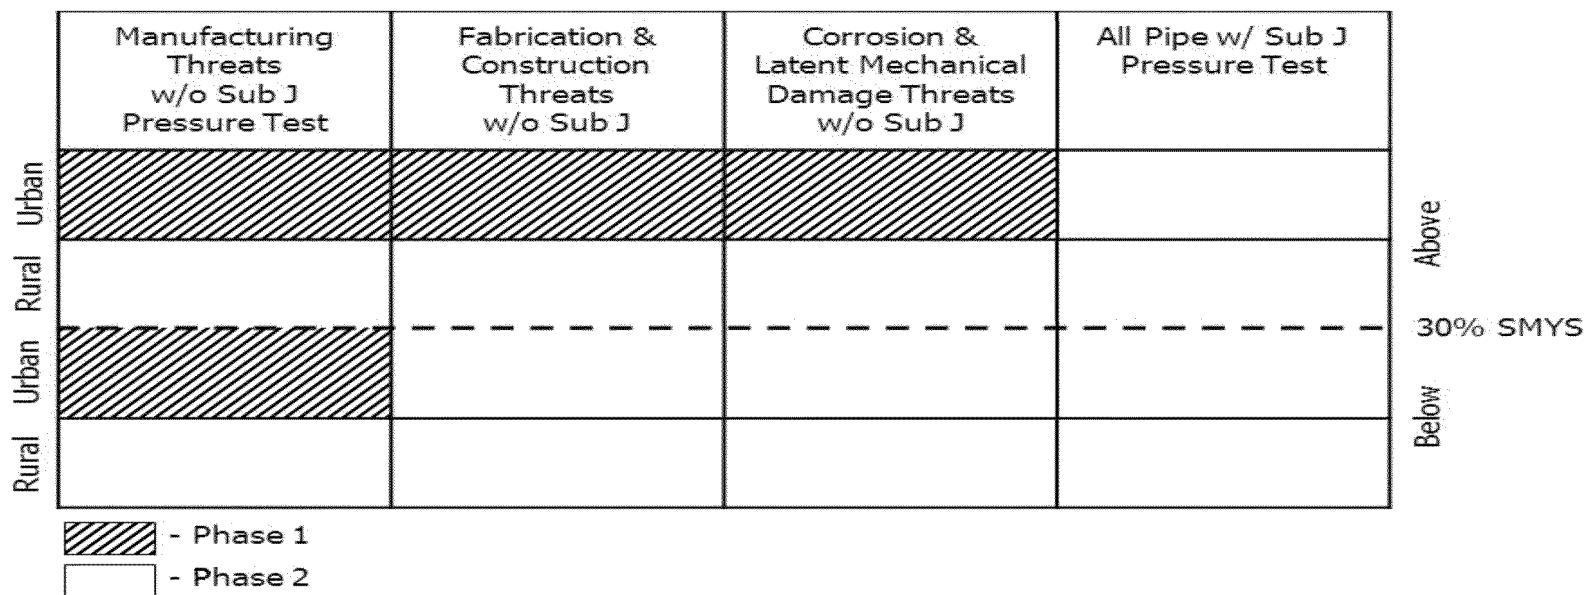 Manufacturing
Threats
w/o Sub J
Pressure Test
Fabrication &
Construction
Threats
w/o Sub J
Corrosion &
Latent Mechanical
Damage Threats
w/o Sub J
All Pipe w/ Sub J
Pressure Test
Urban
Rural
Urban
Rural
Above
30% SMYS
Below
- Phase 1
- Phase 2